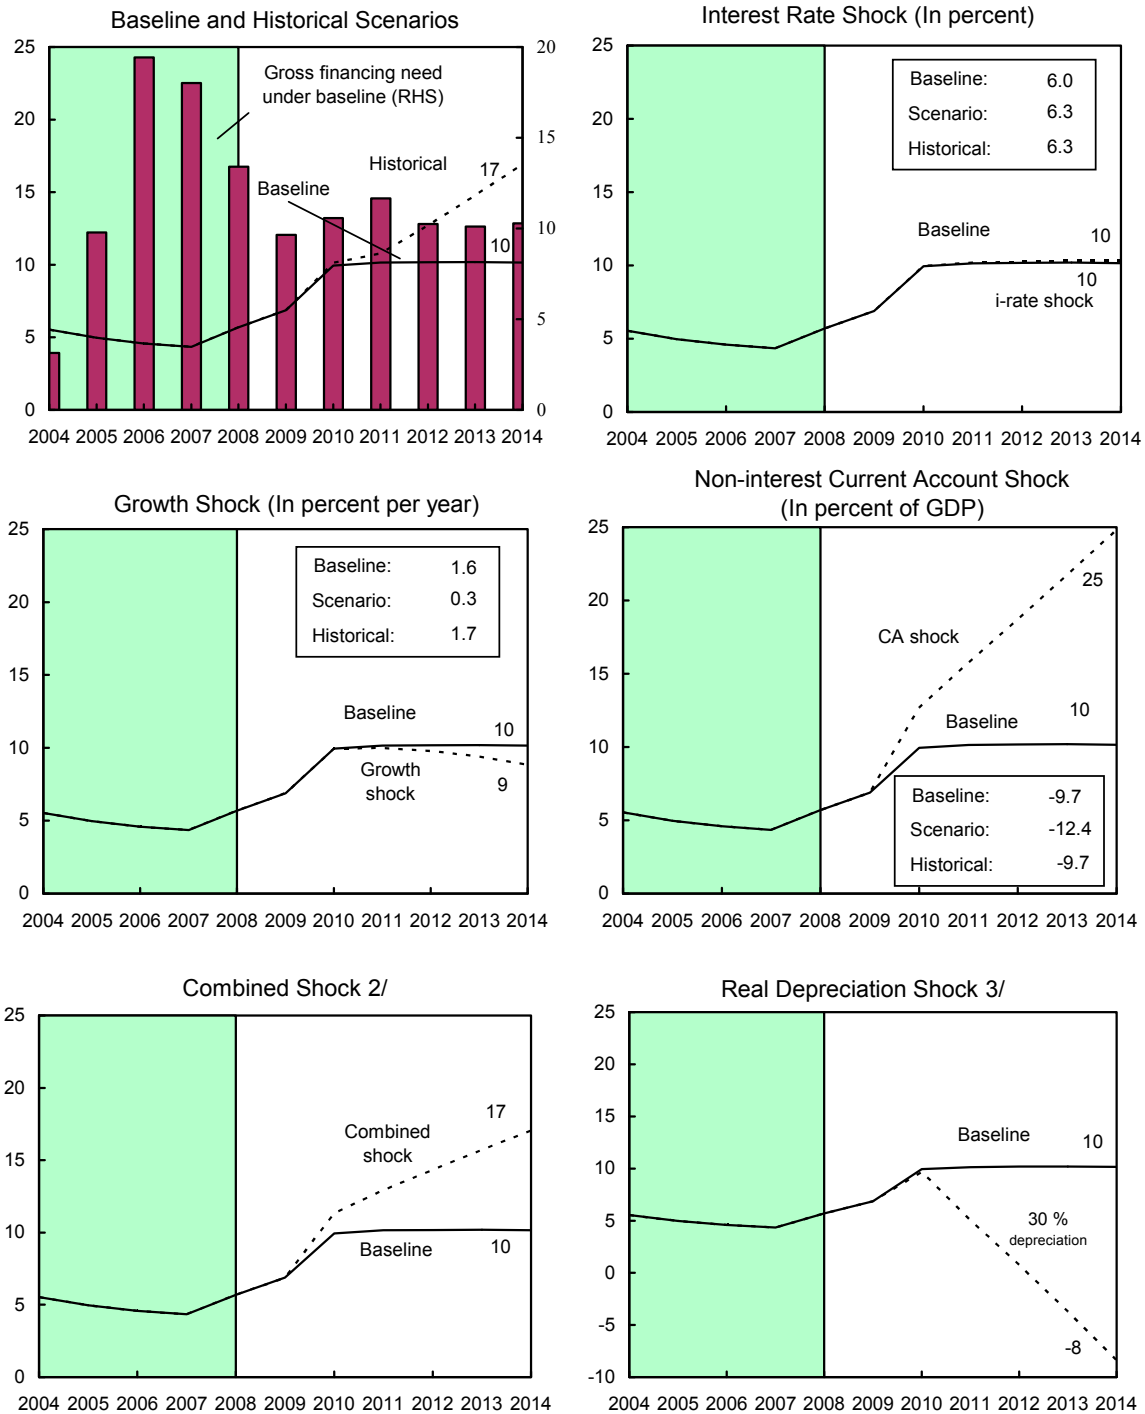 Baseline and Historical Scenarios
25
20
15
10
5
0
20
15
10
5
0
Gross financing need
under baseline (RHS)
Historical
17
Baseline
10
2004 2005 2006 2007 2008 2009 2010 2011 2012 2013 2014
Interest Rate Shock (In percent)
25
20
15
10
5
0
Baseline: 6.0
Scenario: 6.3
Historical: 6.3
Baseline
10
10
i-rate shock
2004 2005 2006 2007 2008 2009 2010 2011 2012 2013 2014
Growth Shock (In percent per year)
25
20
15
10
5
0
Baseline: 1.6
Scenario: 0.3
Historical: 1.7
Baseline
10
Growth
shock
9
2004 2005 2006 2007 2008 2009 2010 2011 2012 2013 2014
Non-interest Current Account Shock
(In percent of GDP)
25
20
15
10
5
0
25
CA shock
Baseline
10
Baseline: -9.7
Scenario: -12.4
Historical: -9.7
2004 2005 2006 2007 2008 2009 2010 2011 2012 2013 2014
Combined Shock 2/
25
20
15
10
5
0
17
Combined
shock
Baseline
10
2004 2005 2006 2007 2008 2009 2010 2011 2012 2013 2014
Real Depreciation Shock 3/
25
20
15
10
5
0
-5
-10
Baseline
10
30 %
depreciation
-8
2004 2005 2006 2007 2008 2009 2010 2011 2012 2013 2014